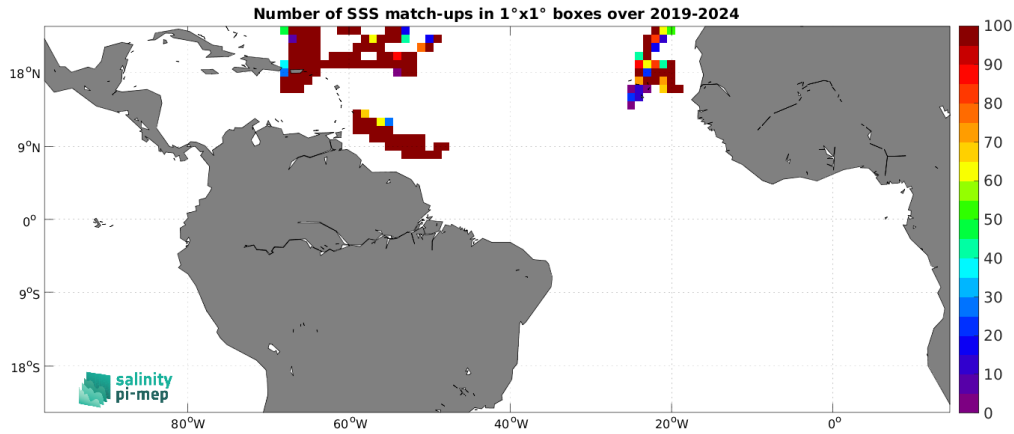 Number of SSS match-ups in 1°x1° boxes over 2019-2024
100
90
80
70
60
50
40
30
20
10
0
18°N
9°N
0°
9°S
18°S
80°W
60°W
40°W
20°W
0°
salinity
pi-mep